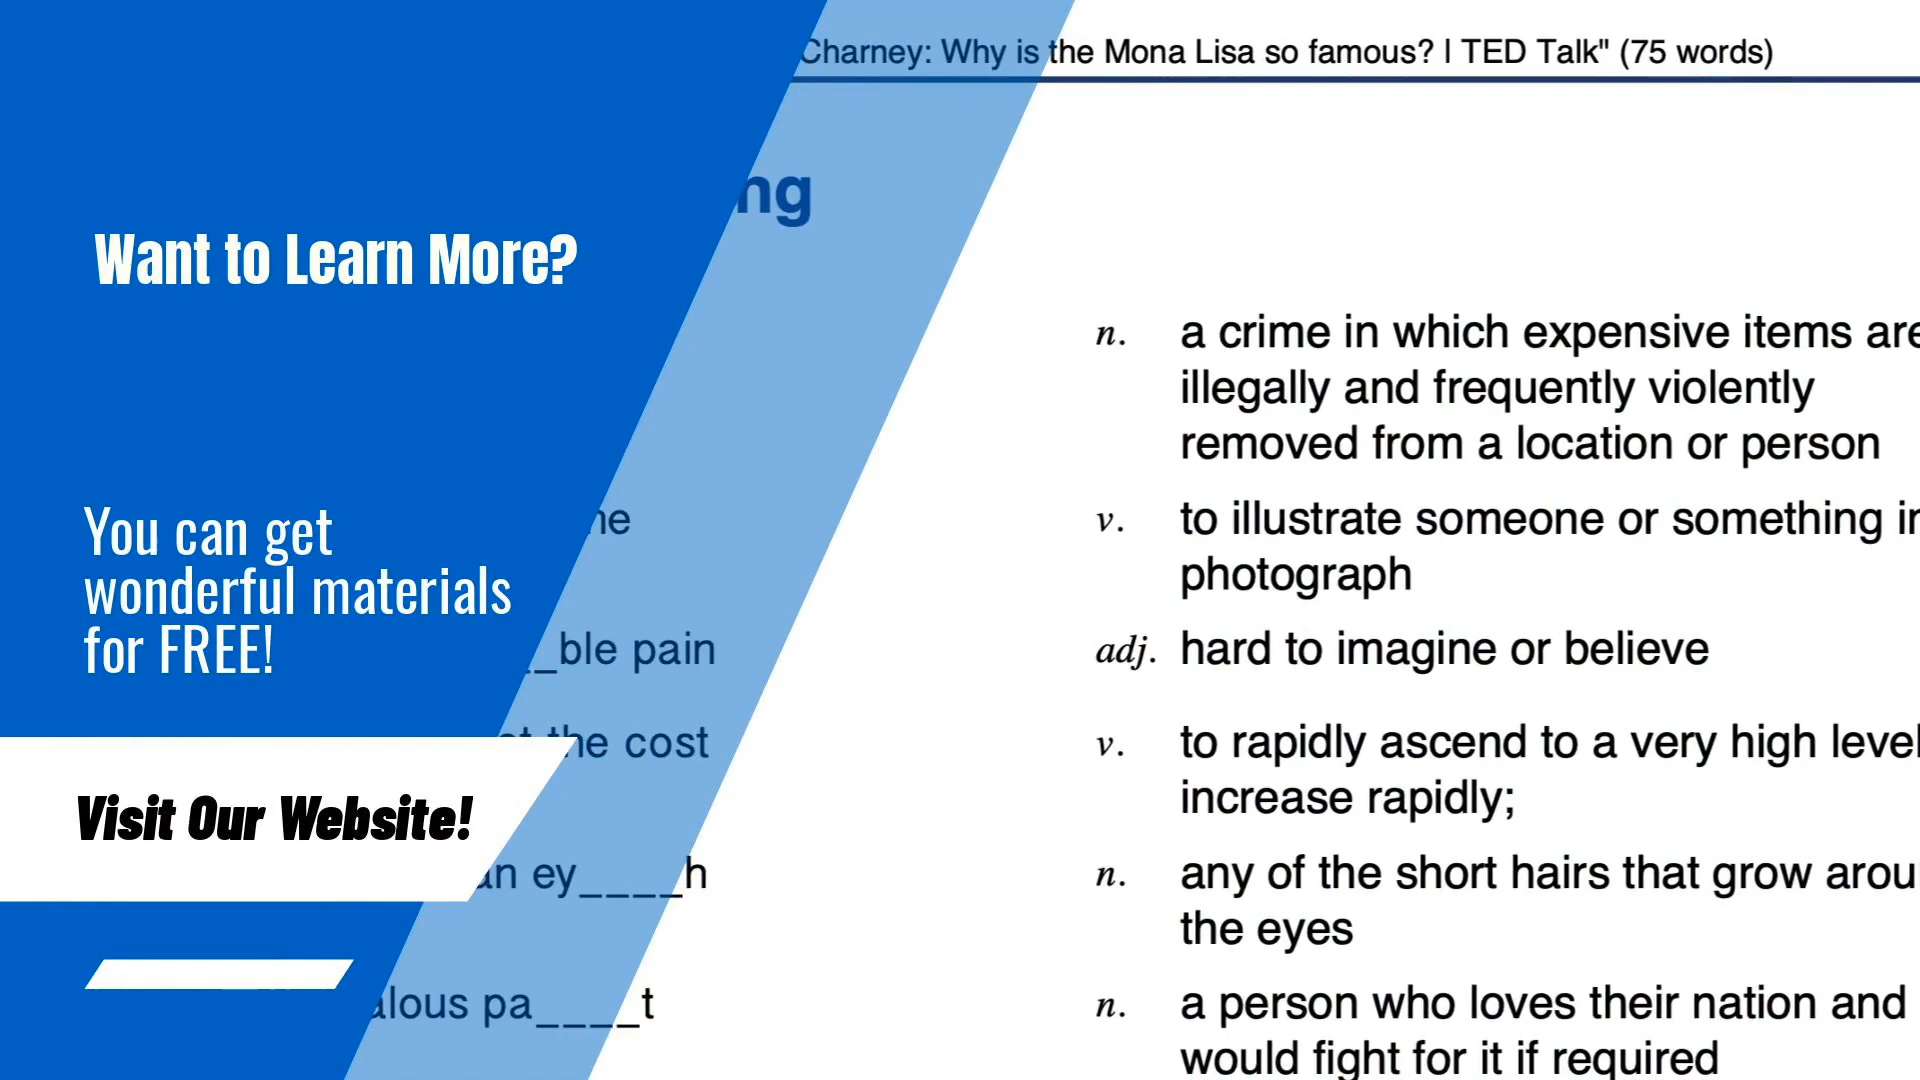 Charney: Why is the Mona Lisa so famous? | TED Talk" (75 words)
ng
Want to Learn More?
You can get
wonderful materials
for FREE!
Visit Our Website!
n. a crime in which expensive items are
illegally and frequently violently
removed from a location or person
he v. to illustrate someone or something in
photograph
_ble pain adj. hard to imagine or believe
the cost v. to rapidly ascend to a very high level
increase rapidly;
an ey____h n. any of the short hairs that grow arou
the eyes
alous pa____t n. a person who loves their nation and
would fight for it if required